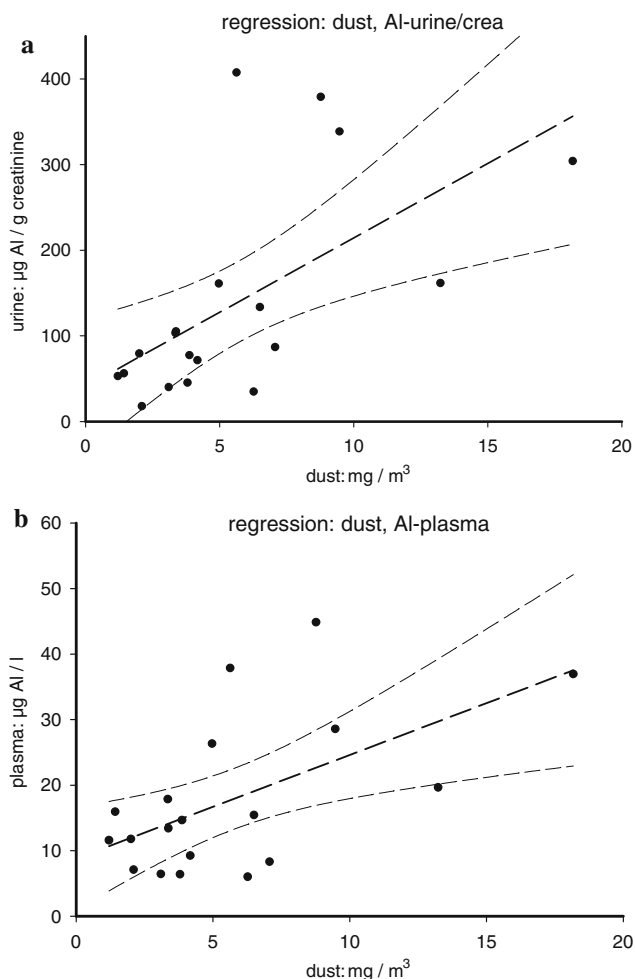 a
regression: dust, Al-urine/crea
urine: µg Al / g creatinine
400
300
200
100
0
0 5 10 15 20
dust: mg / m³
b
regression: dust, Al-plasma
plasma: µg Al / l
60
50
40
30
20
10
0
0 5 10 15 20
dust: mg / m³